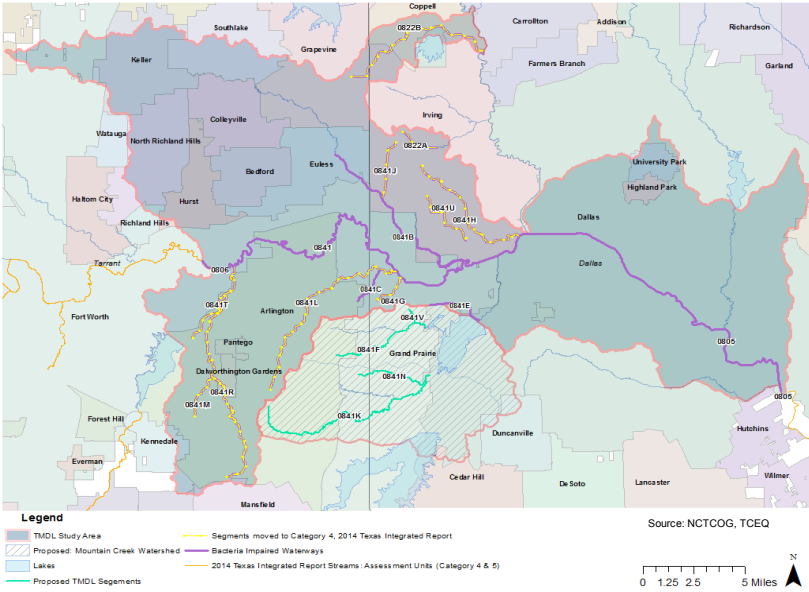 Coppell
Southlake
Grapevine
0822B
Carrollton
Addison
Richardson
Keller
Farmers Branch
Garland
Colleyville
Irving
Watauga
North Richland Hills
0822A
University Park
Bedford
Euless
0841J
Highland Park
Haltom City
Hurst
0841U
0841H
Dallas
Richland Hills
0841B
0841
Tarrant
Dallas
0806
0841C
0841T
0841L
0841G
0841E
Arlington
Fort Worth
0841V
Pantego
0841F
Grand Prairie
0805
Dalworthington Gardens
0841N
0841R
0805
0841M
0841K
Forest Hill
Hutchins
Kennedale
Duncanville
Everman
Cedar Hill
DeSoto
Lancaster
Wilmer
Mansfield
Legend
TMDL Study Area
Proposed: Mountain Creek Watershed
Lakes
Proposed TMDL Segements
Segments moved to Category 4, 2014 Texas Integrated Report
Bacteria Impaired Waterways
2014 Texas Integrated Report Streams: Assessment Units (Category 4 & 5)
Source: NCTCOG, TCEQ
N
0 1.25 2.5 5 Miles